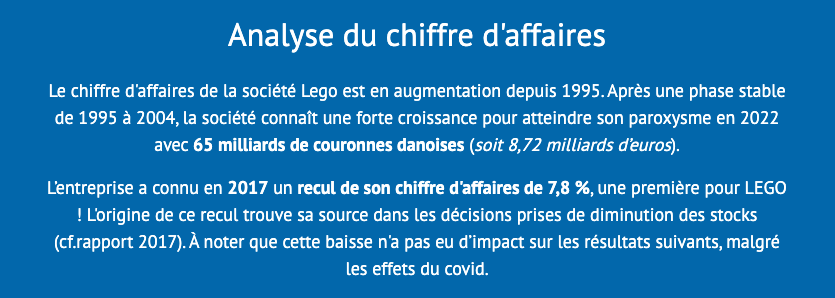 Analyse du chiffre d'affaires
Le chiffre d'affaires de la société Lego est en augmentation depuis 1995. Après une phase stable
de 1995 à 2004, la société connaît une forte croissance pour atteindre son paroxysme en 2022
avec 65 milliards de couronnes danoises (soit 8,72 milliards d'euros).
L'entreprise a connu en 2017 un recul de son chiffre d'affaires de 7,8 %, une première pour LEGO
! L'origine de ce recul trouve sa source dans les décisions prises de diminution des stocks
(cf.rapport 2017). À noter que cette baisse n'a pas eu d'impact sur les résultats suivants, malgré
les effets du covid.